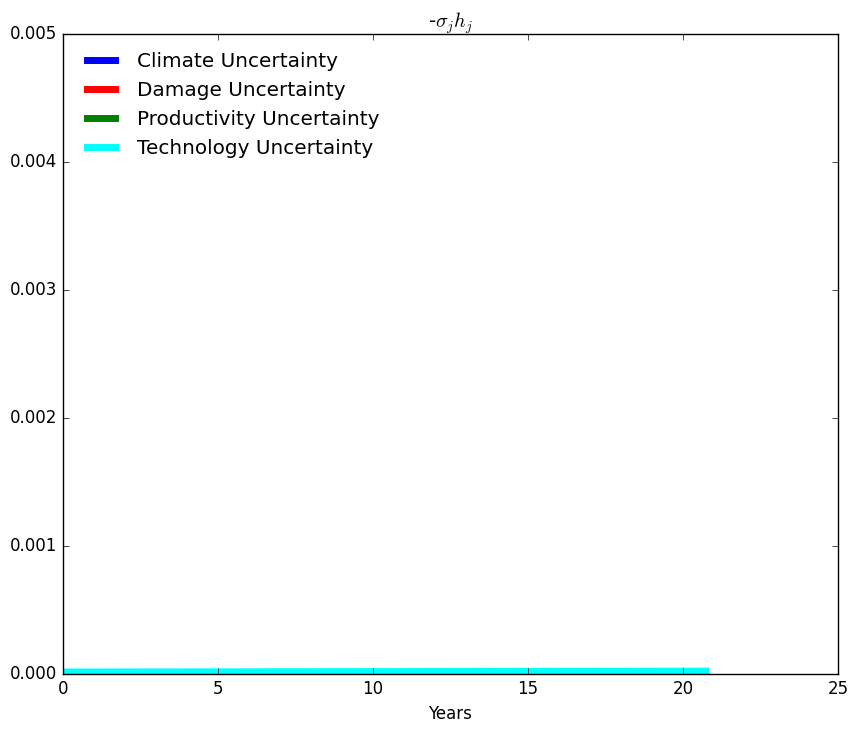 -σⱼhⱼ
0.005
Climate Uncertainty
Damage Uncertainty
Productivity Uncertainty
Technology Uncertainty
0.004
0.003
0.002
0.001
0.000
0 5 10 15 20 25
Years